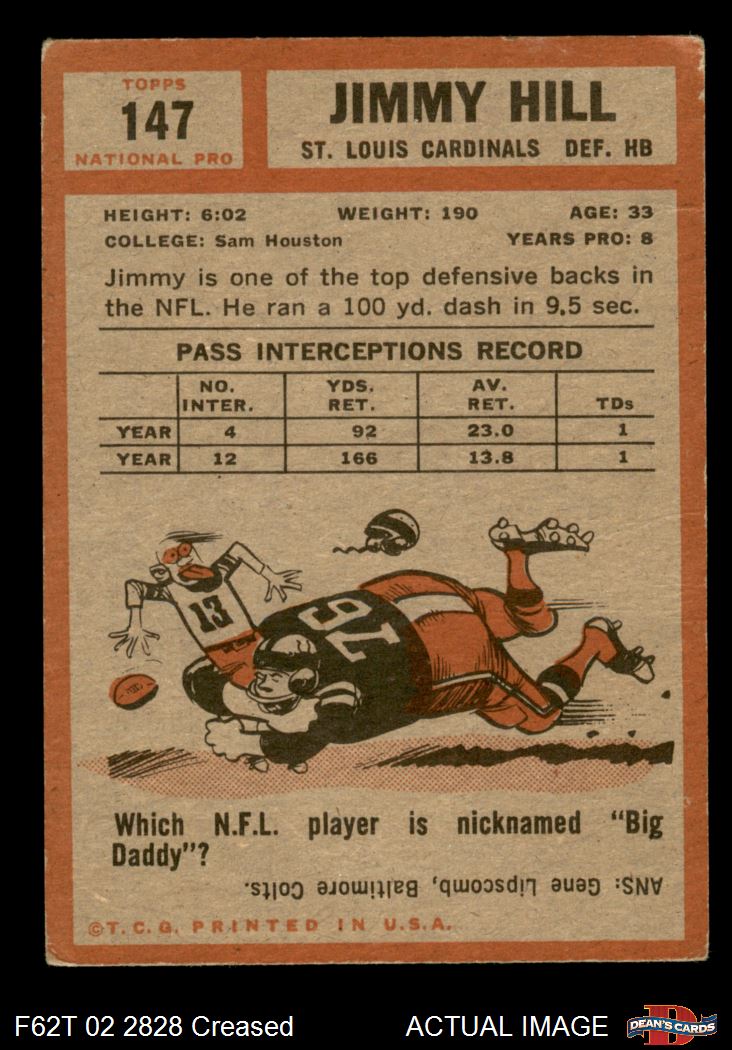 TOPPS
147
NATIONAL PRO
JIMMY HILL
ST. LOUIS CARDINALS DEF. HB
HEIGHT: 6:02 WEIGHT: 190 AGE: 33
COLLEGE: Sam Houston YEARS PRO: 8
Jimmy is one of the top defensive backs in
the NFL. He ran a 100 yd. dash in 9.5 sec.
PASS INTERCEPTIONS RECORD
NO. INTER. YDS. RET. AV. RET. TDs
YEAR 4 92 23.0 1
YEAR 12 166 13.8 1
13
76
Which N.F.L. player is nicknamed "Big
Daddy"?
ANS: Gene Lipscomb, Baltimore Colts.
©T.C.G. PRINTED IN U.S.A.
F62T 02 2828 Creased ACTUAL IMAGE
D
DEAN'S CARDS